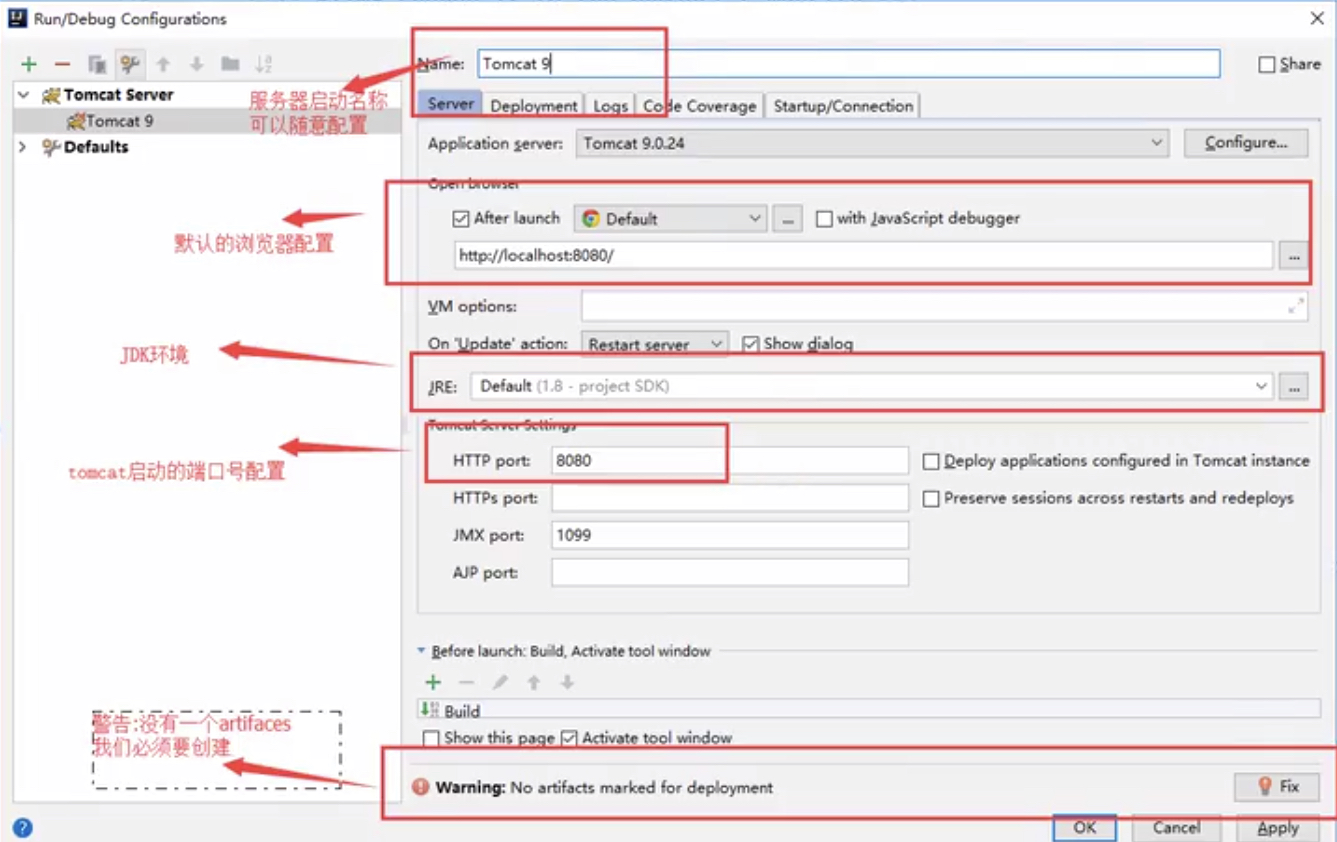 Run/Debug Configurations
Name: Tomcat 9
Share
Tomcat Server
Tomcat 9
Defaults
服务器启动名称
可以随意配置
Server Deployment Logs Code Coverage Startup/Connection
Application server: Tomcat 9.0.24 Configure...
Open browser
After launch Default ... with JavaScript debugger
默认的浏览器配置
http://localhost:8080/ ...
VM options:
On 'Update' action: Restart server Show dialog
JDK环境
JRE: Default (1.8 - project SDK) ...
Tomcat Server Settings
HTTP port: 8080 Deploy applications configured in Tomcat instance
tomcat启动的端口号配置
HTTPs port: Preserve sessions across restarts and redeploys
JMX port: 1099
AJP port:
Before launch: Build, Activate tool window
Build
Show this page Activate tool window
警告:没有一个artifaces
我们必须要创建
Warning: No artifacts marked for deployment Fix
? OK Cancel Apply